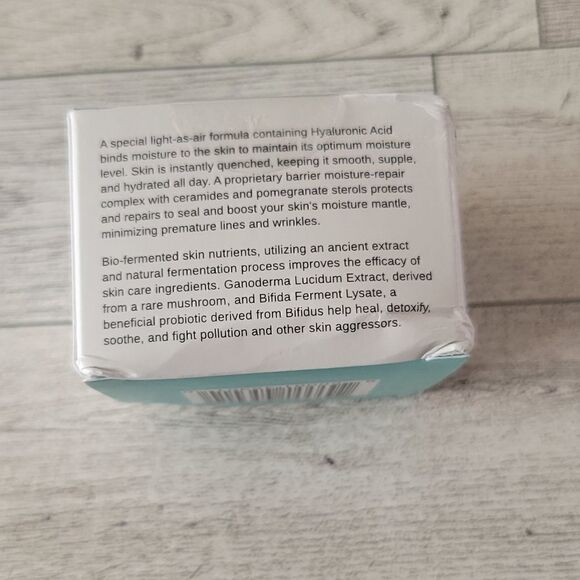 A special light-as-air formula containing Hyaluronic Acid
binds moisture to the skin to maintain its optimum moisture
level. Skin is instantly quenched, keeping it smooth, supple,
and hydrated all day. A proprietary barrier moisture-repair
complex with ceramides and pomegranate sterols protects
and repairs to seal and boost your skin's moisture mantle,
minimizing premature lines and wrinkles.
Bio-fermented skin nutrients, utilizing an ancient extract
and natural fermentation process improves the efficacy of
skin care ingredients. Ganoderma Lucidum Extract, derived
from a rare mushroom, and Bifida Ferment Lysate, a
beneficial probiotic derived from Bifidus help heal, detoxify,
soothe, and fight pollution and other skin aggressors.